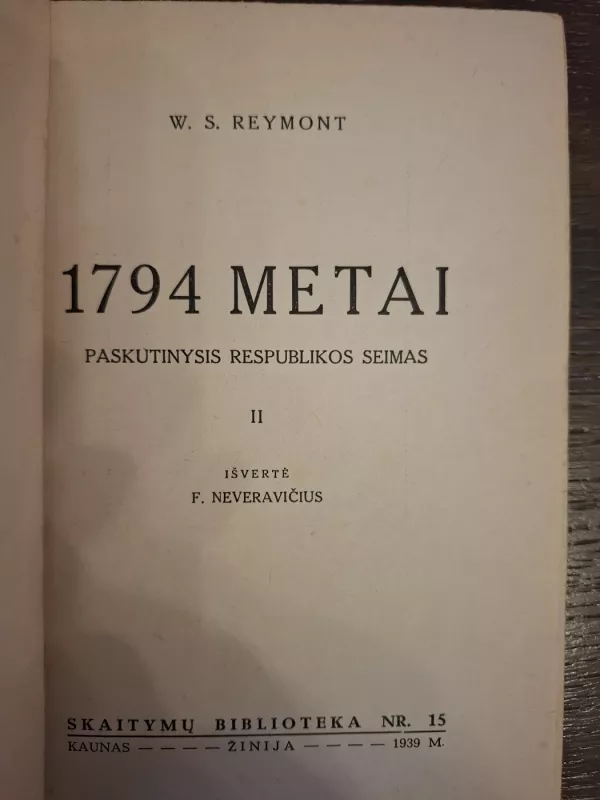 W. S. REYMONT
1794 METAI
PASKUTINYSIS RESPUBLIKOS SEIMAS
II
IŠVERTĖ
F. NEVERAVIČIUS
SKAITYMŲ BIBLIOTEKA NR. 15
KAUNAS — — — — ŽINIJA — — — — 1939 M.